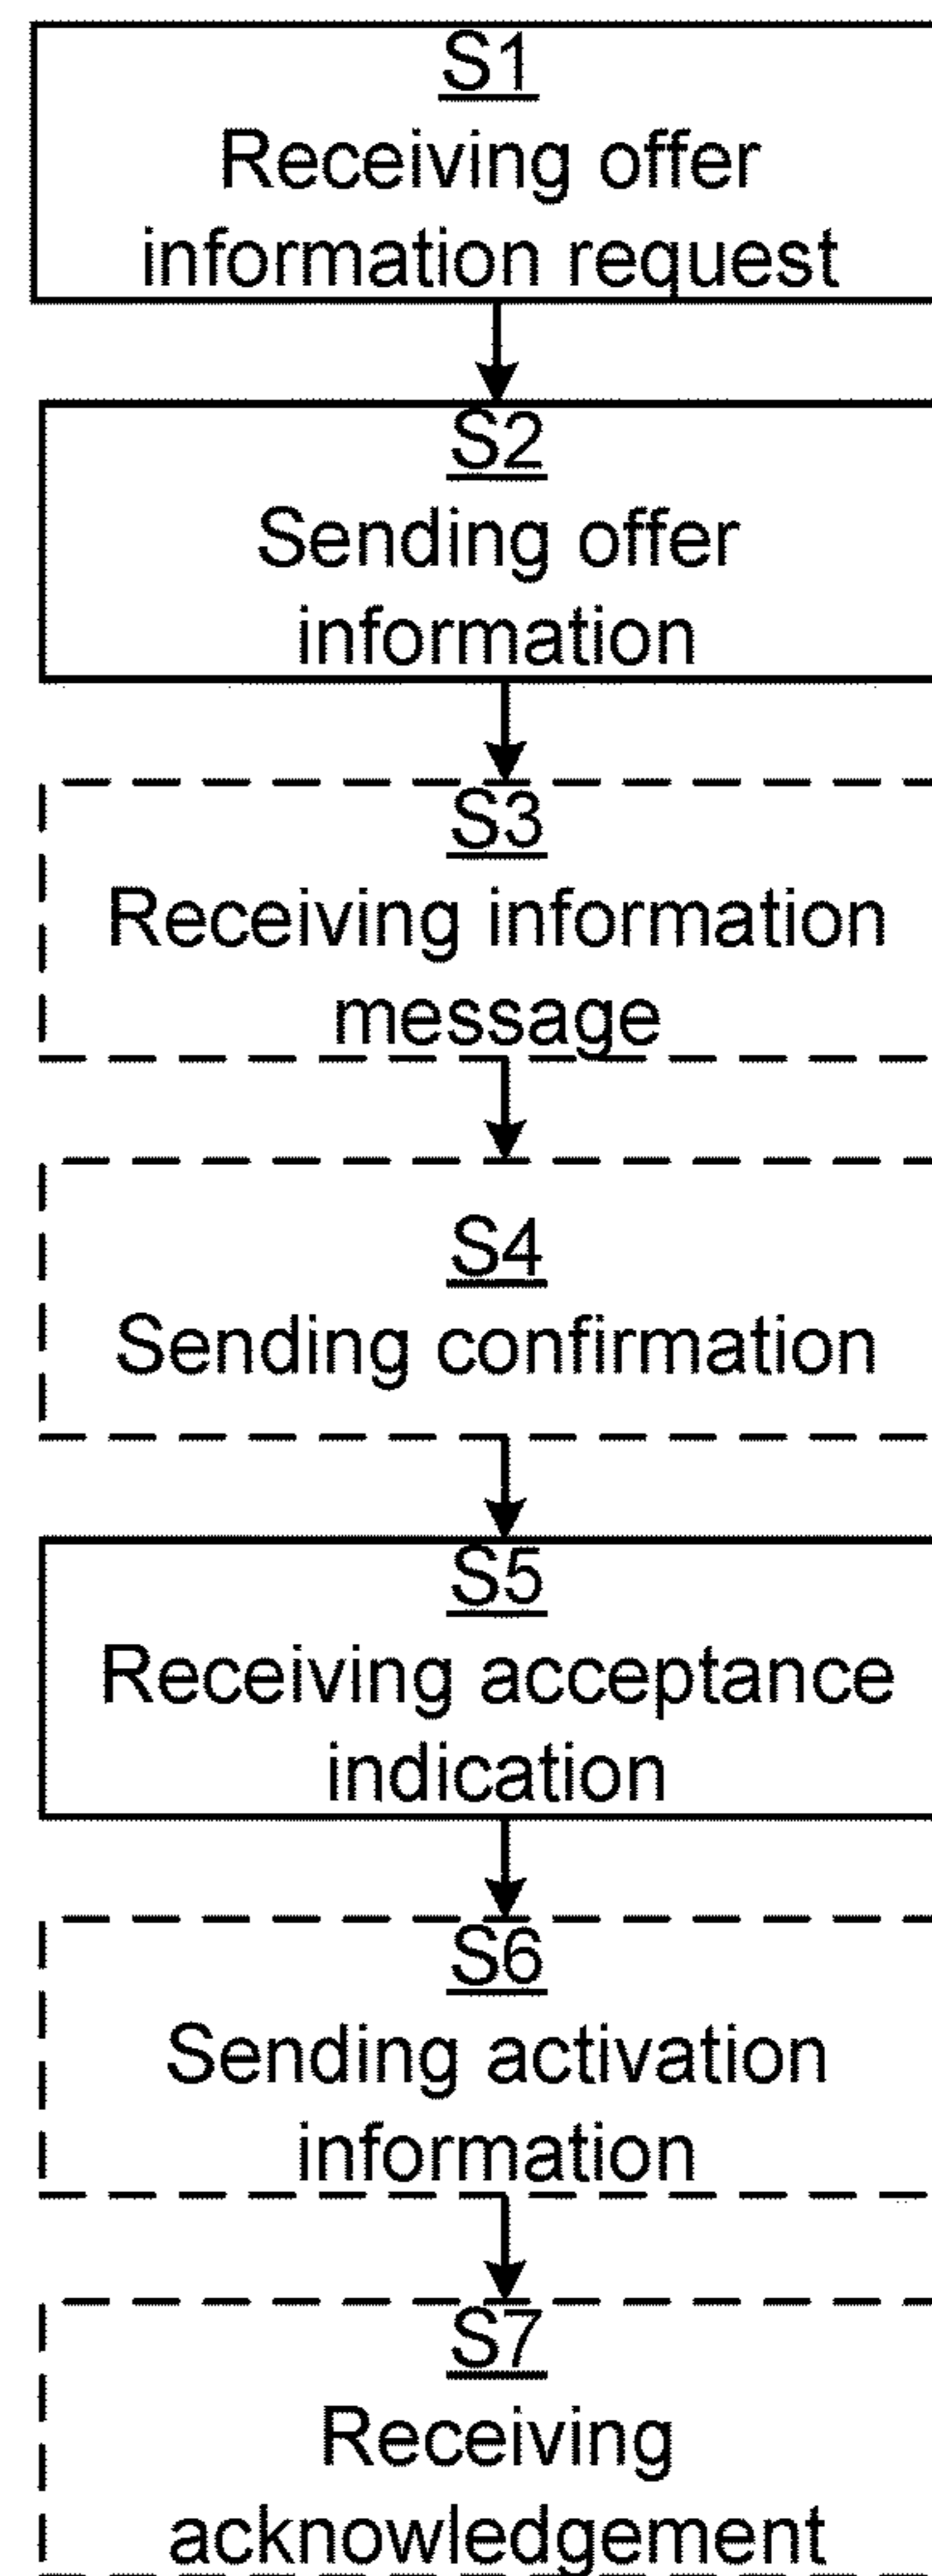 S1
Receiving offer
information request
S2
Sending offer
information
S3
Receiving information
message
S4
Sending confirmation
S5
Receiving acceptance
indication
S6
Sending activation
information
S7
Receiving
acknowledgement